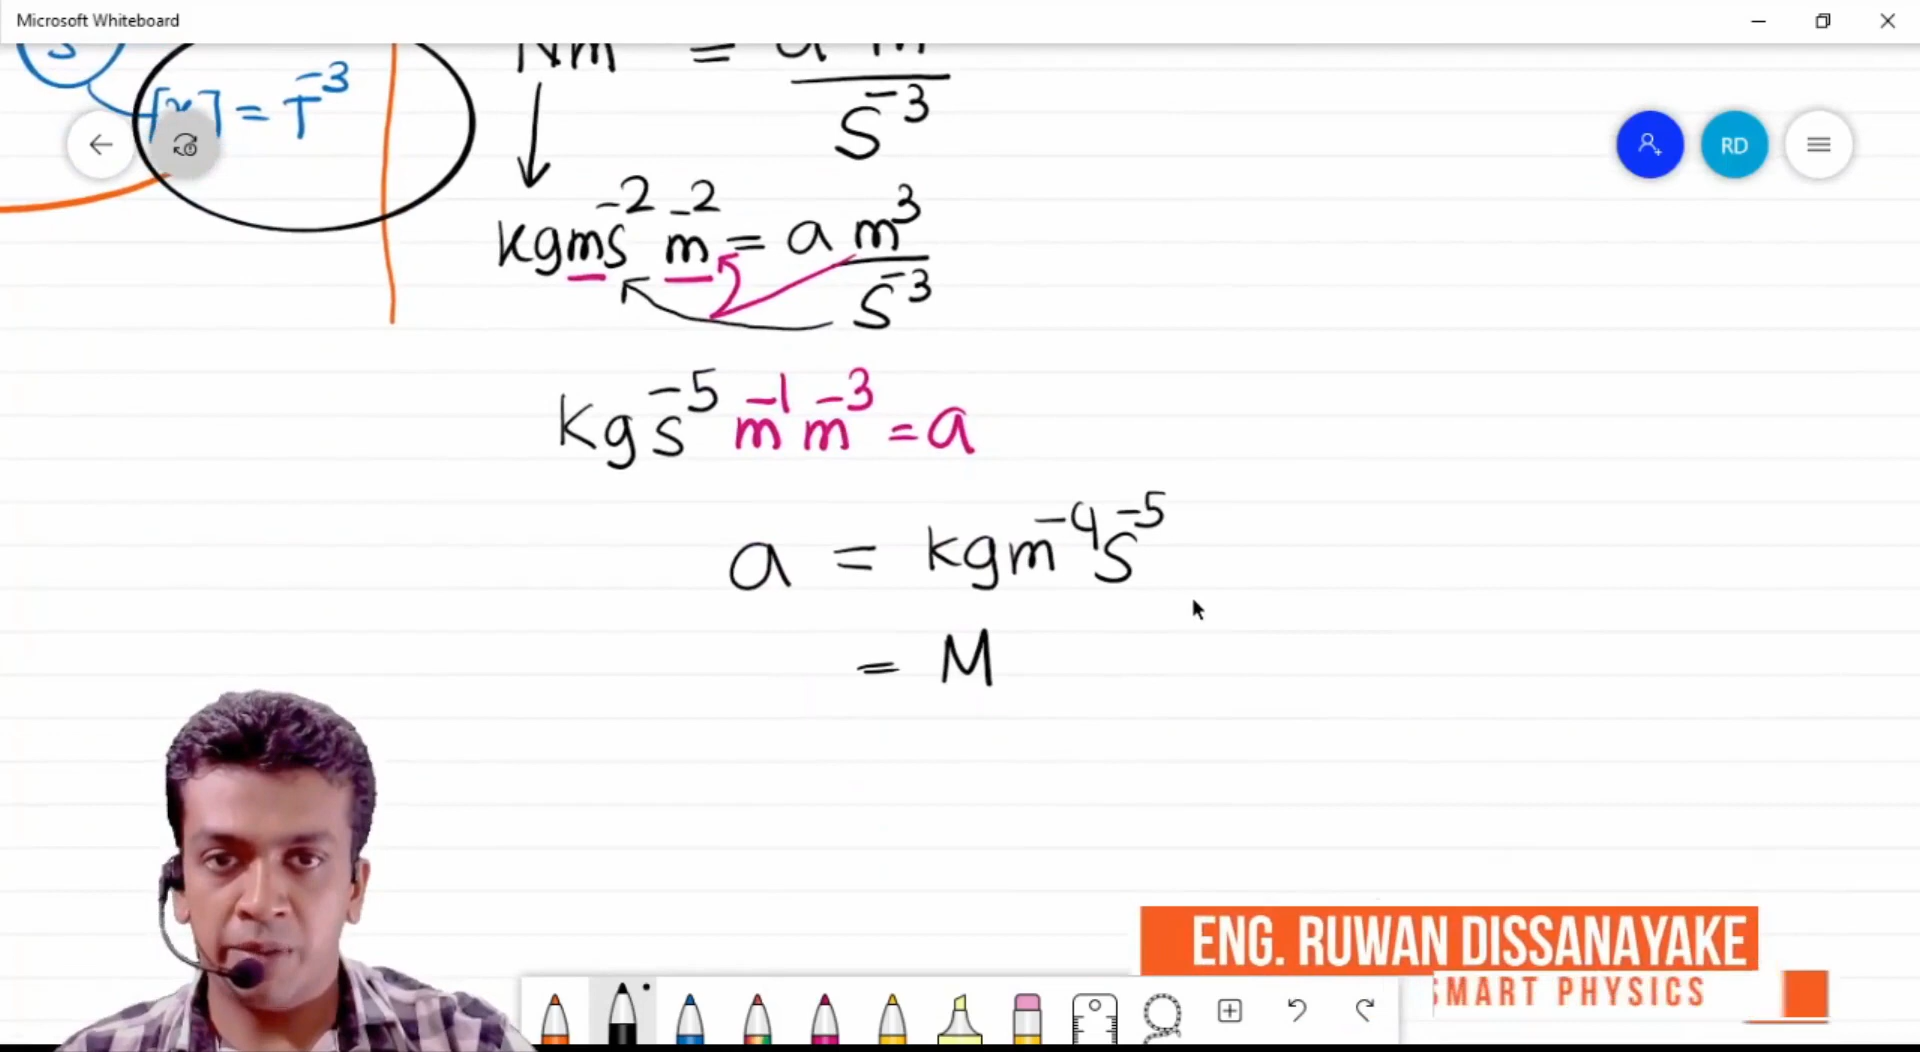 Microsoft Whiteboard
[x] = T⁻³
Nm = a m
S⁻³
kgms⁻² m⁻² = a m³
S⁻³
kg s⁻⁵ m⁻¹ m⁻³ = a
a = kgm⁻⁴S⁻⁵
= M
RD
ENG. RUWAN DISSANAYAKE
SMART PHYSICS